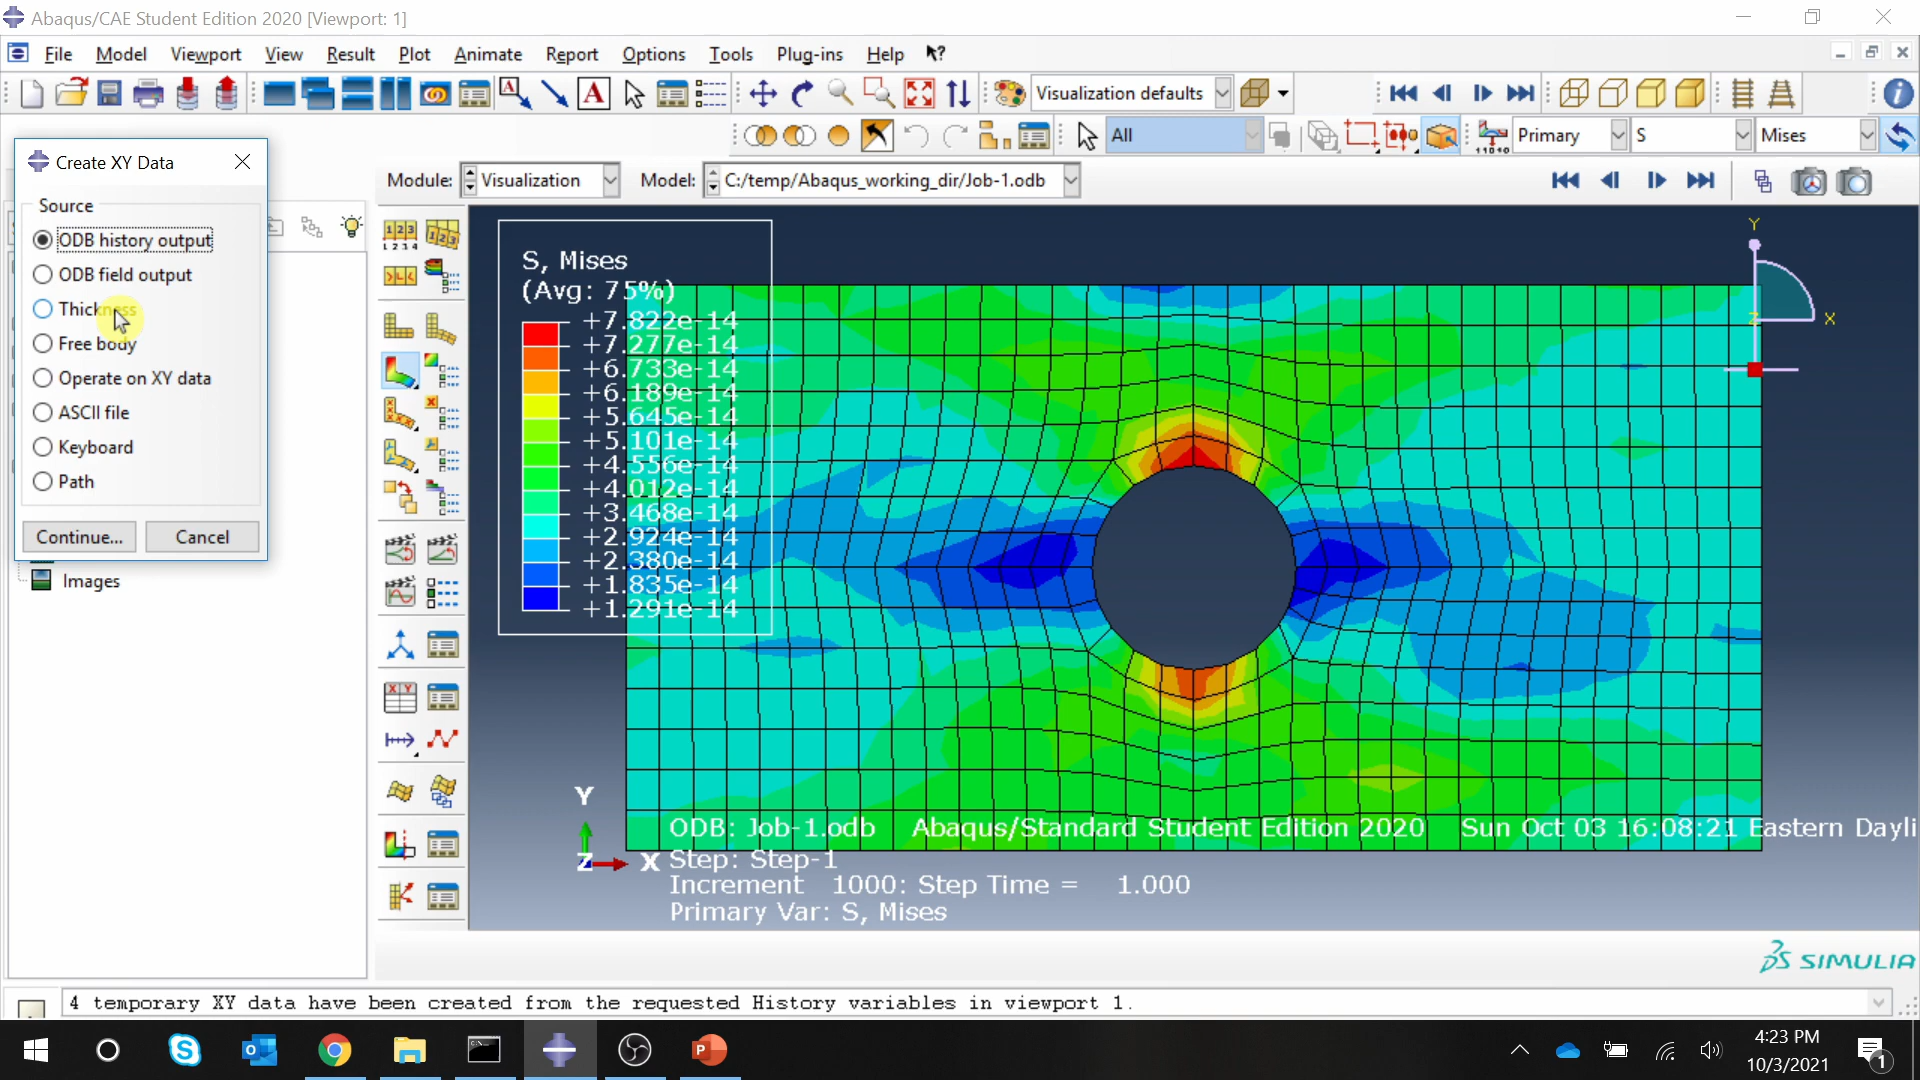 Abaqus/CAE Student Edition 2020 [Viewport: 1]
File Model Viewport View Result Plot Animate Report Options Tools Plug-ins Help
Visualization defaults
All
Primary S Mises
Create XY Data
Module: Visualization Model: C:/temp/Abaqus_working_dir/Job-1.odb
Source
ODB history output
ODB field output
Thickness
Free body
Operate on XY data
ASCII file
Keyboard
Path
Continue... Cancel
Images
S, Mises
(Avg: 75%)
+7.822e-14
+7.277e-14
+6.733e-14
+6.189e-14
+5.645e-14
+5.101e-14
+4.556e-14
+4.012e-14
+3.468e-14
+2.924e-14
+2.380e-14
+1.835e-14
+1.291e-14
Y
Z X
Y
Z X
ODB: Job-1.odb Abaqus/Standard Student Edition 2020 Sun Oct 03 16:08:21 Eastern Dayli
Step: Step-1
Increment 1000: Step Time = 1.000
Primary Var: S, Mises
SIMULIA
4 temporary XY data have been created from the requested History variables in viewport 1.
4:23 PM
10/3/2021
1